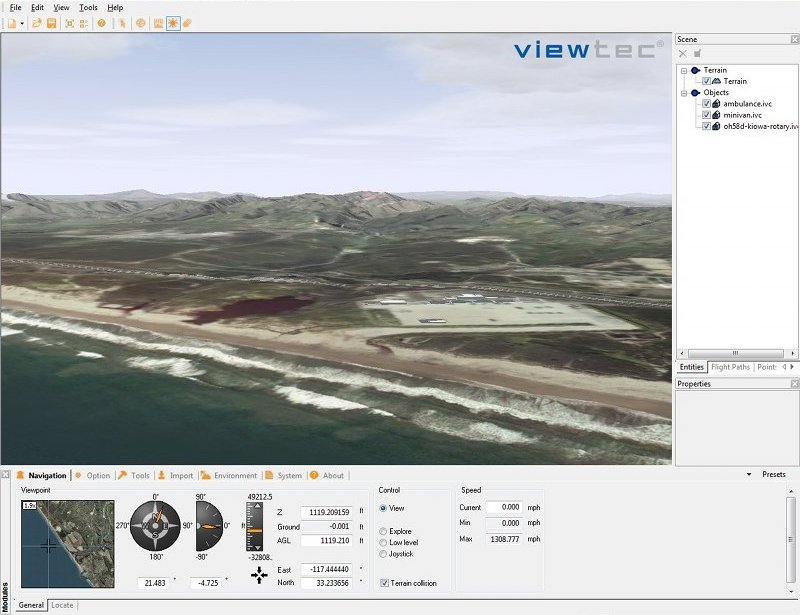 File Edit View Tools Help
viewtec®
Scene
Terrain
Terrain
Objects
ambulance.ivc
minivan.ivc
oh58d-kiowa-rotary.iv
Entities Flight Paths Point
Properties
Navigation Option Tools Import Environment System About Presets
Viewpoint
1.9x
0°
270° 90°
180°
21.483 °
90°
0°
-90°
-4.725 °
49212.5
ft
-32808.
Z 1119.209159 ft
Ground -0.001 ft
AGL 1119.210 ft
East -117.444440 °
North 33.233656 °
Control
View
Explore
Low level
Joystick
Terrain collision
Speed
Current 0.000 mph
Min 0.000 mph
Max 1308.777 mph
Modules
General Locate